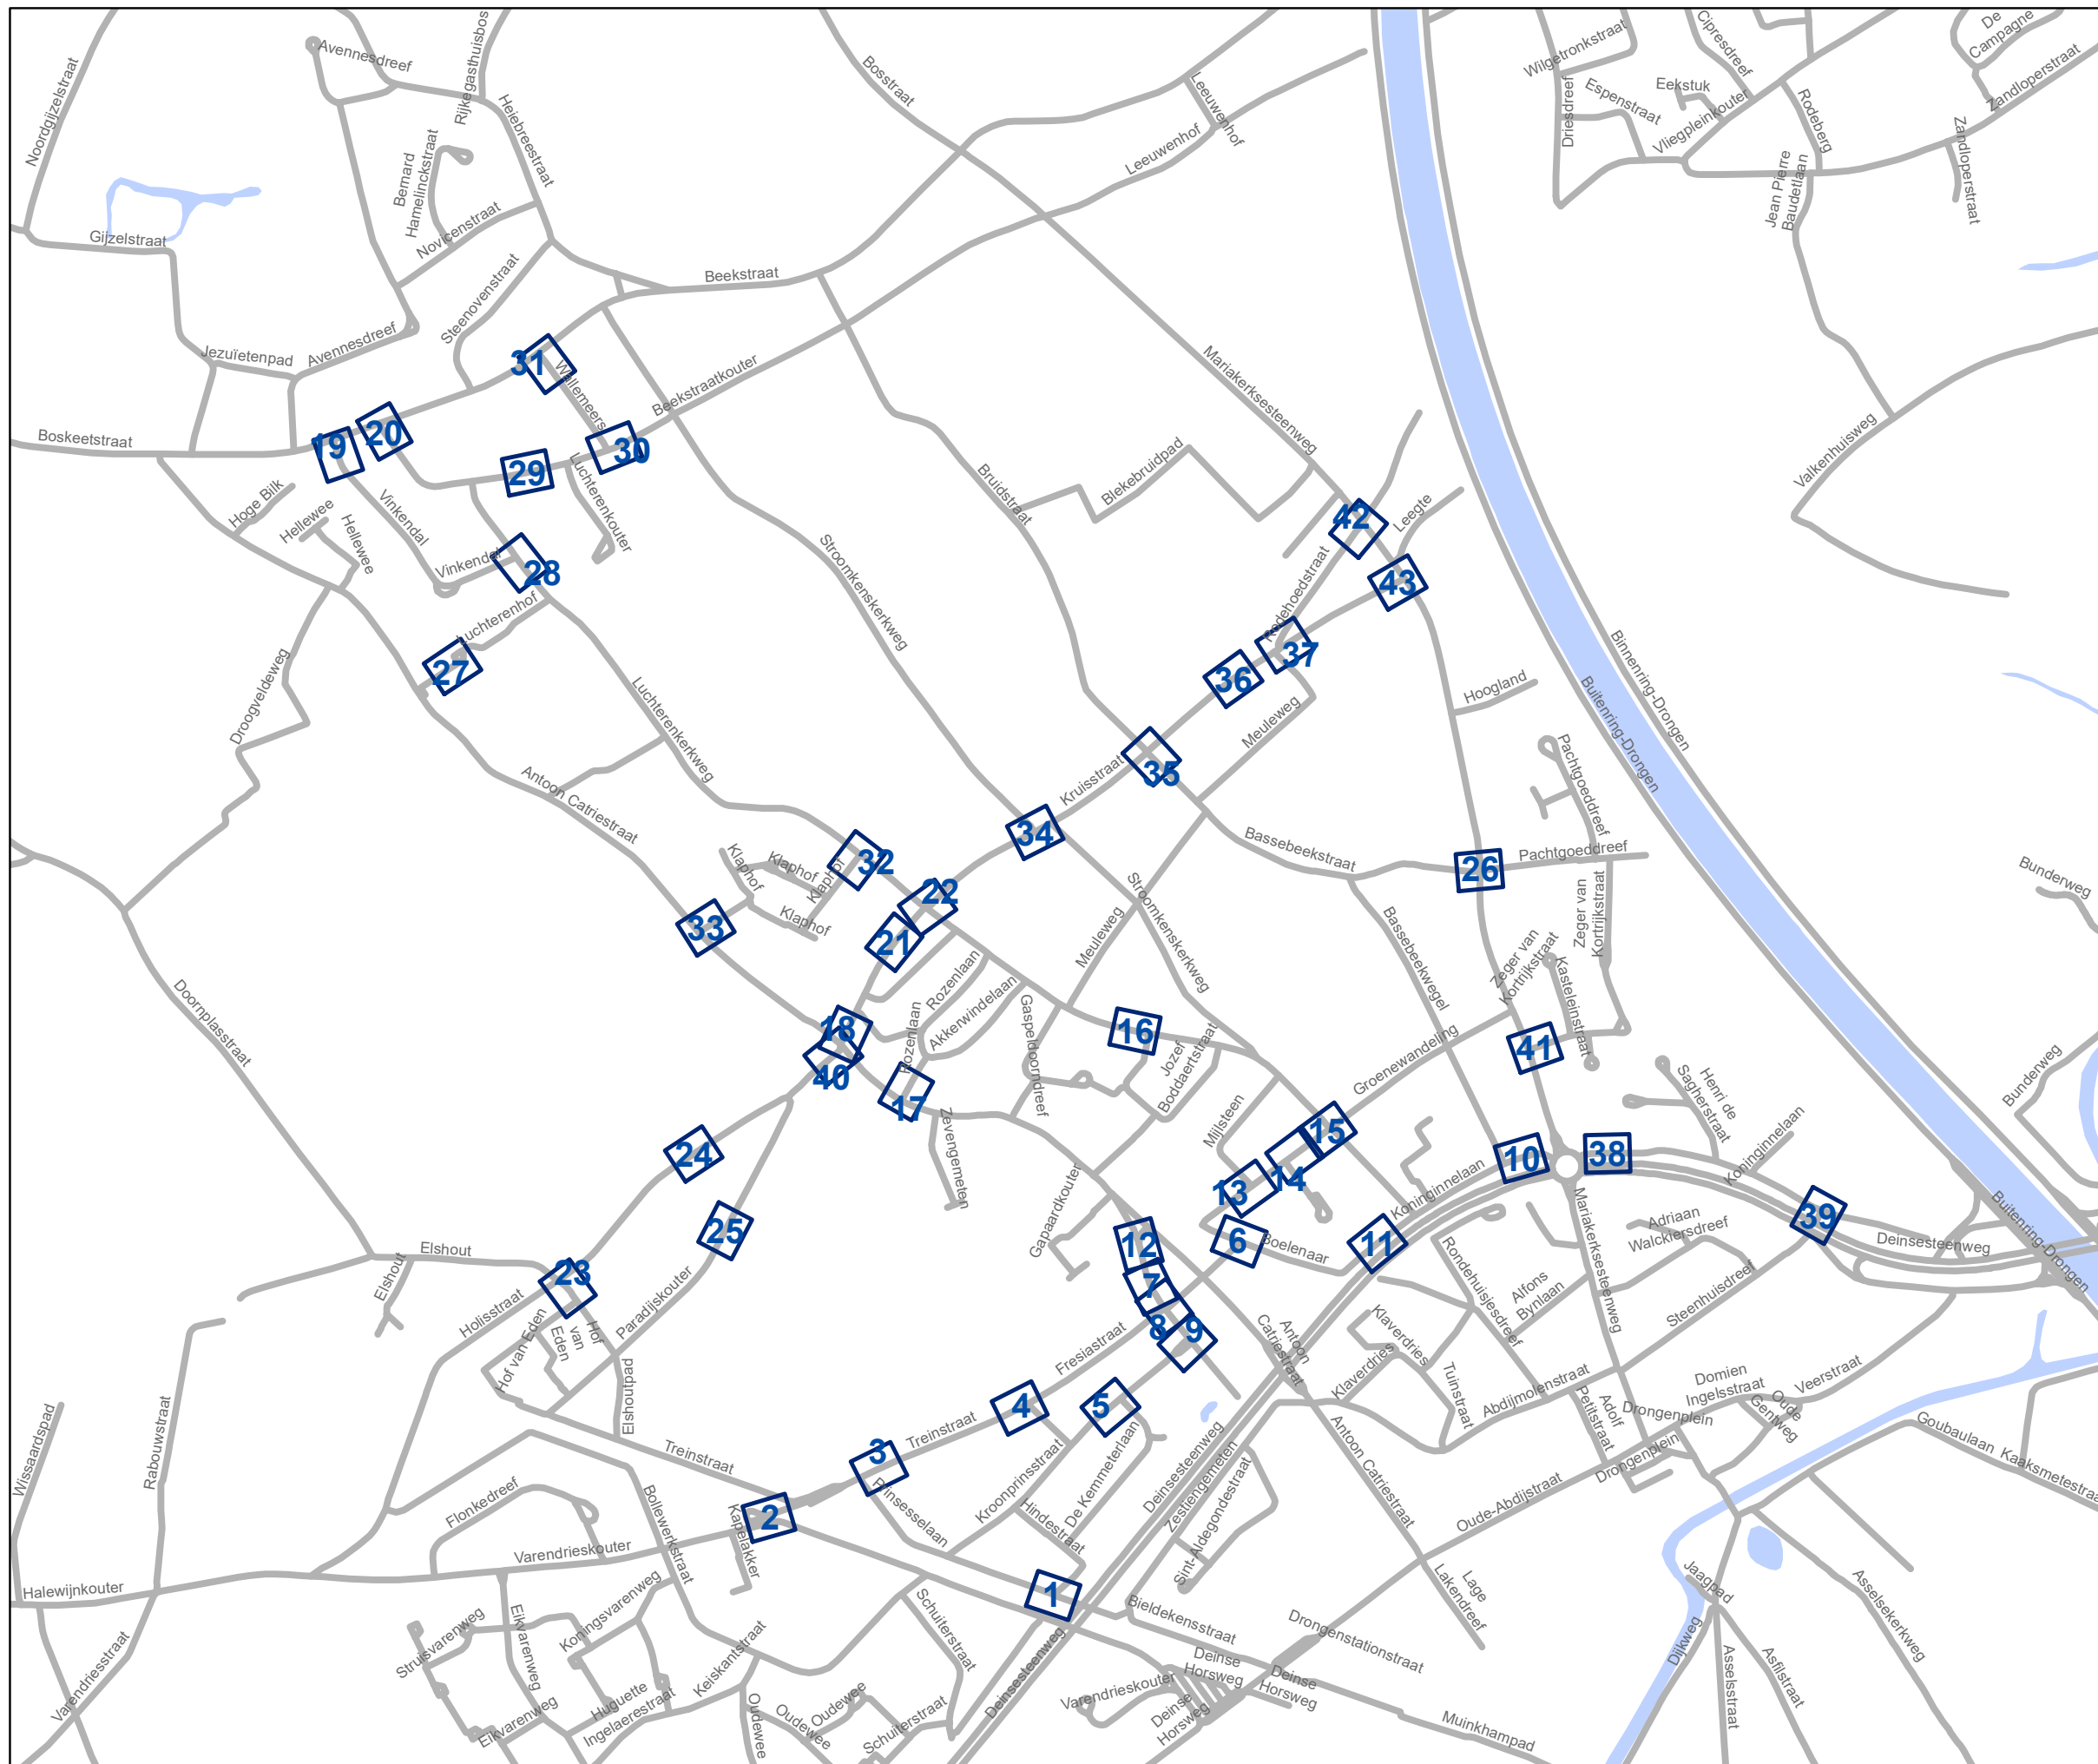 Avennesdreef
Rijkegasthuisbos
Noordgijzelstraat
Heiebreestraat
Bernard
Hamelinckstraat
Novicenstraat
Gijzelstraat
Steenovenstraat
Beekstraat
Bosstraat
Leeuwenhof
Leeuwenhof
Wilgetronkstraat
Cipresdreef
De
Campagne
Zandloperstraat
Eekstuk
Espenstraat
Driesdreef
Vliegpleinkouter
Rodeberg
Zandloperstraat
Jean Pierre
Baudetlaan
Jezuïetenpad
Avennesdreef
31
Wallemeers
Beekstraatkouter
Mariakerksesteenweg
Boskeetstraat
19
20
29
30
Luchterenkouter
Hoge Bilk
Hellewee
Hellewee
Vinkendal
Vinkendal
28
Luchterenhof
27
Bruidstraat
Blekebruidpad
42
Leegte
43
Rodehoedstraat
37
36
Valkenhuisweg
Stroomkenskerkweg
Droogveldeweg
Luchterenkerkweg
Meuleweg
Hoogland
Binnenring-Drongen
Buitenring-Drongen
35
Kruisstraat
34
Pachtgoeddreef
Pachtgoeddreef
Antoon Catriestraat
Klaphof
Klaphof
Klaphof
Klaphof
32
22
33
21
Bassebeekstraat
26
Bunderweg
Stroomkenskerkweg
Meuleweg
Bassebeekwegel
Zeger van
Kortrijkstraat
Zeger van
Kortrijkstraat
Kasteleinstraat
Rozenlaan
Rozenlaan
Akkerwindelaan
Gaspeldoorndreef
Doornplasstraat
18
40
17
16
Jozef
Boddaertstraat
Groenewandeling
41
Henri de
Sagherstraat
Bunderweg
Zevengemeten
Mijlsteen
15
14
13
10
38
Koninginnelaan
Koninginnelaan
24
25
Gapaardkouter
12
6
Boelenaar
11
39
Mariakerksesteenweg
Adriaan
Walckiersdreef
Deinsesteenweg
Buitenring-Drongen
Elshout
Elshout
23
Holisstraat
Hof van Eden
Hof
van
Eden
Paradijskouter
Elshoutpad
7
8
9
Fresiastraat
Antoon
Catriestraat
Rondehuisjesdreef
Alfons
Bynlaan
Steenhuisdreef
Klaverdries
Klaverdries
Tuinstraat
Abdijmolenstraat
Adolf
Petitstraat
Domien
Ingelsstraat
Drongenplein
Drongenplein
Oude
Gentweg
Veerstraat
Goubaulaan
Kaaksmetestraat
4
5
3
Treinstraat
Treinstraat
2
Prinsesselaan
Kroonprinsstraat
De Kemmeterlaan
Hindestraat
Deinsesteenweg
Zestiengemeten
Sint-Aldegondestraat
Antoon Catriestraat
Oude-Abdijstraat
Wissaardspad
Rabouwstraat
Flonkedreef
Bollewerkstraat
Kapelakker
Varendrieskouter
Halewijnkouter
1
Bieldekensstraat
Lage
Lakendreef
Jaagpad
Dijkweg
Asselsekerkweg
Asselsstraat
Asfilstraat
Drongenstationstraat
Struisvarenweg
Eikvarenweg
Koningsvarenweg
Eikvarenweg
Huguette
Ingelaerestraat
Keiskantstraat
Oudewee
Oudewee
Oudewee
Schuiterstraat
Schuiterstraat
Deinsesteenweg
Varendriesstraat
Varendrieskouter
Deinse
Horsweg
Deinse
Horsweg
Deinse
Horsweg
Muinkhampad